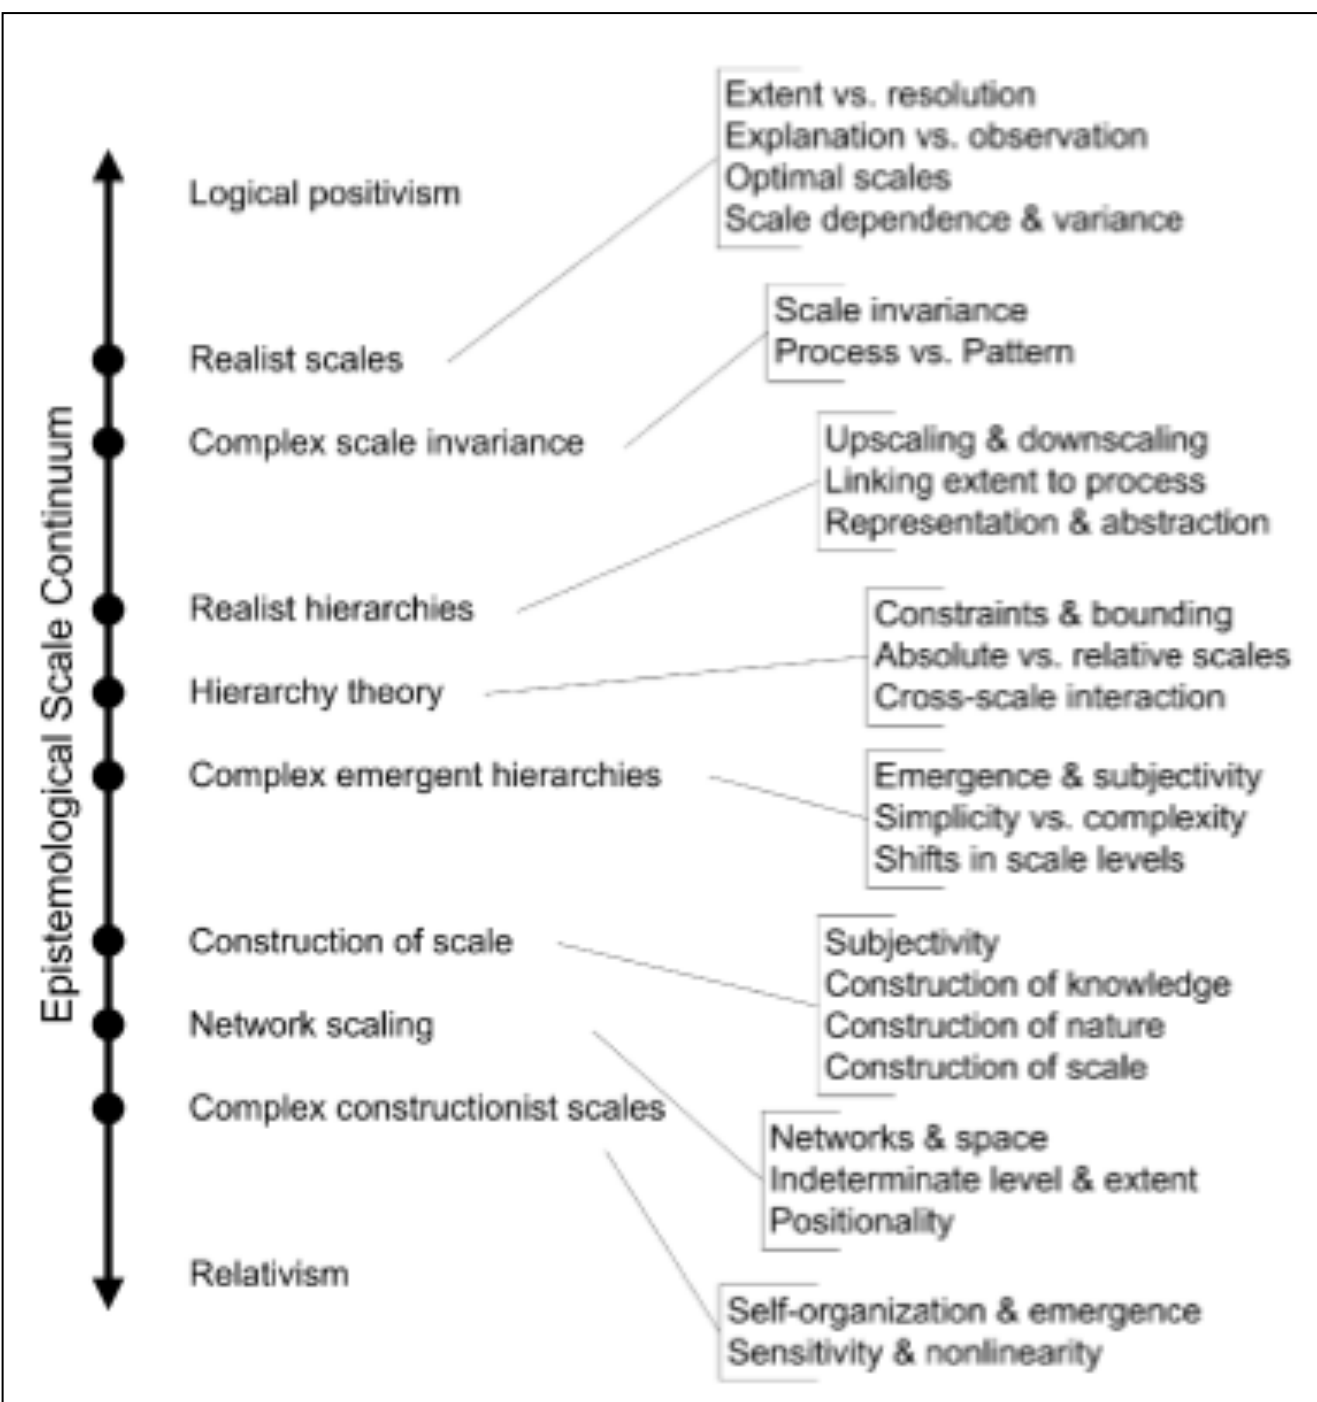 Epistemological Scale Continuum
Logical positivism
Realist scales
Complex scale invariance
Realist hierarchies
Hierarchy theory
Complex emergent hierarchies
Construction of scale
Network scaling
Complex constructionist scales
Relativism
Extent vs. resolution
Explanation vs. observation
Optimal scales
Scale dependence & variance
Scale invariance
Process vs. Pattern
Upscaling & downscaling
Linking extent to process
Representation & abstraction
Constraints & bounding
Absolute vs. relative scales
Cross-scale interaction
Emergence & subjectivity
Simplicity vs. complexity
Shifts in scale levels
Subjectivity
Construction of knowledge
Construction of nature
Construction of scale
Networks & space
Indeterminate level & extent
Positionality
Self-organization & emergence
Sensitivity & nonlinearity